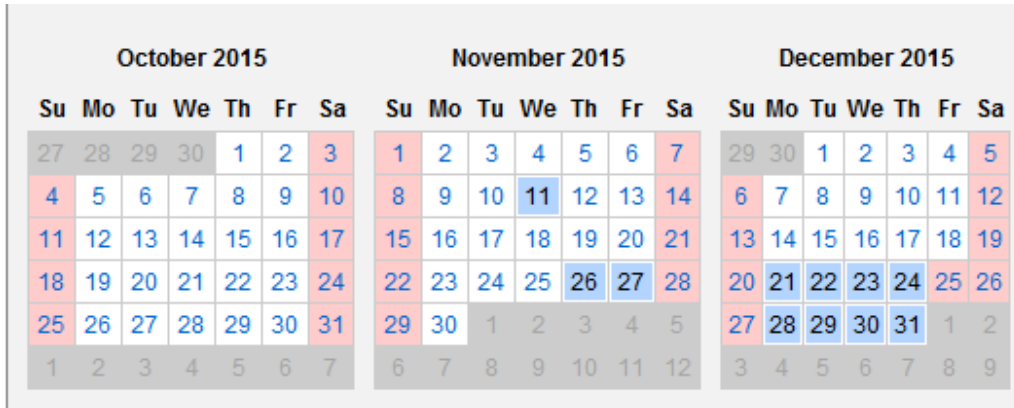 October 2015 November 2015 December 2015
Su Mo Tu We Th Fr Sa Su Mo Tu We Th Fr Sa Su Mo Tu We Th Fr Sa
27 28 29 30 1 2 3 1 2 3 4 5 6 7 29 30 1 2 3 4 5
4 5 6 7 8 9 10 8 9 10 11 12 13 14 6 7 8 9 10 11 12
11 12 13 14 15 16 17 15 16 17 18 19 20 21 13 14 15 16 17 18 19
18 19 20 21 22 23 24 22 23 24 25 26 27 28 20 21 22 23 24 25 26
25 26 27 28 29 30 31 29 30 1 2 3 4 5 27 28 29 30 31 1 2
1 2 3 4 5 6 7 6 7 8 9 10 11 12 3 4 5 6 7 8 9